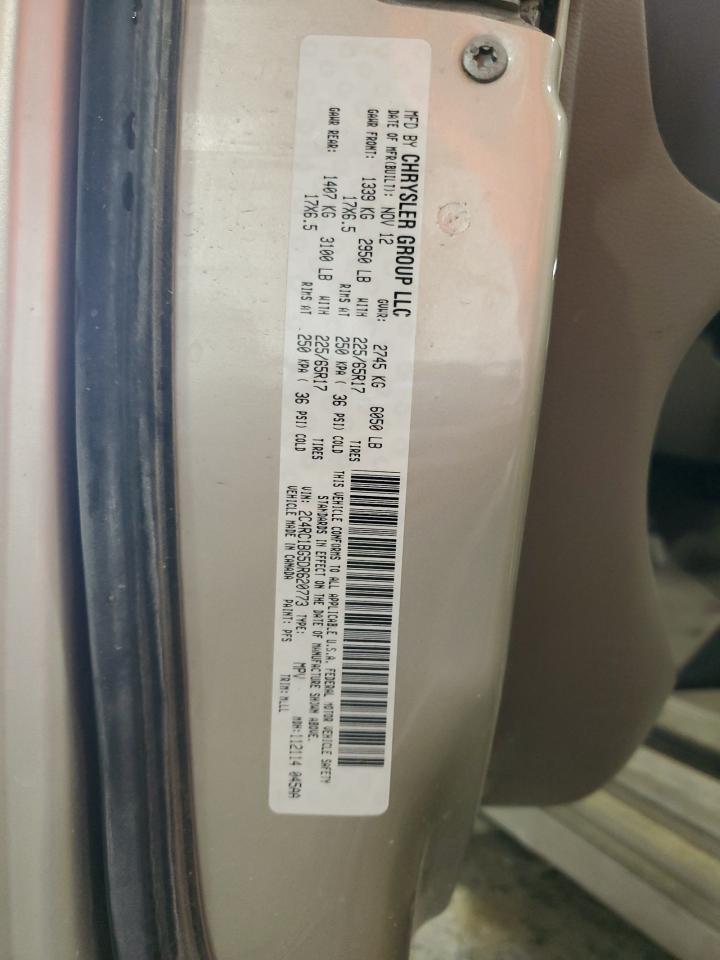 MFD BY CHRYSLER GROUP LLC
DATE OF MFR(BUILT): NOV 12 GVWR: 2745 KG 6050 LB
GAWR FRONT: 1339 KG 2950 LB WITH 225/65R17 TIRES
17X6.5 RIMS AT 250 KPA ( 36 PSI) COLD
GAWR REAR: 1407 KG 3100 LB WITH 225/65R17 TIRES
17X6.5 RIMS AT 250 KPA ( 36 PSI) COLD
THIS VEHICLE CONFORMS TO ALL APPLICABLE U.S.A. FEDERAL MOTOR VEHICLE SAFETY
STANDARDS IN EFFECT ON THE DATE OF MANUFACTURE SHOWN ABOVE.
VIN: 2C4RC1BG5DR620773 TYPE: MPV MDH:112114 045AA
VEHICLE MADE IN CANADA PAINT: PFS TRIM: